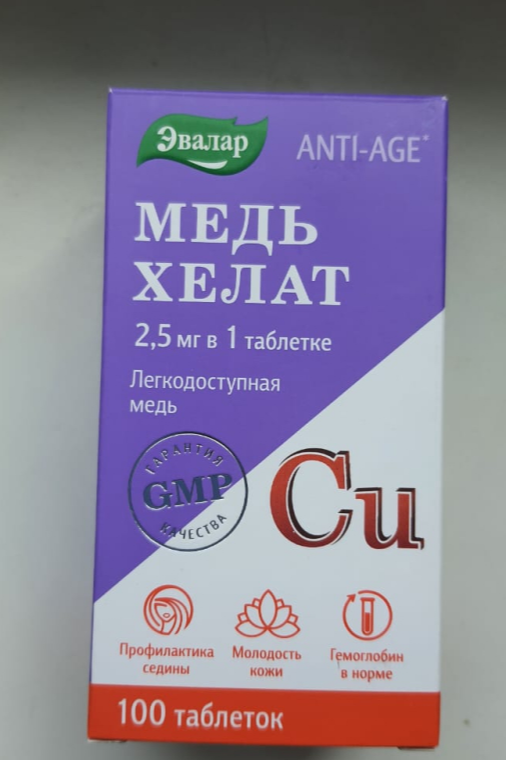 Эвалар
ANTI-AGE*
МЕДЬ
ХЕЛАТ
2,5 мг в 1 таблетке
Легкодоступная
медь
ГАРАНТИЯ
GMP
КАЧЕСТВА
Cu
Профилактика
седины
Молодость
кожи
Гемоглобин
в норме
100 таблеток